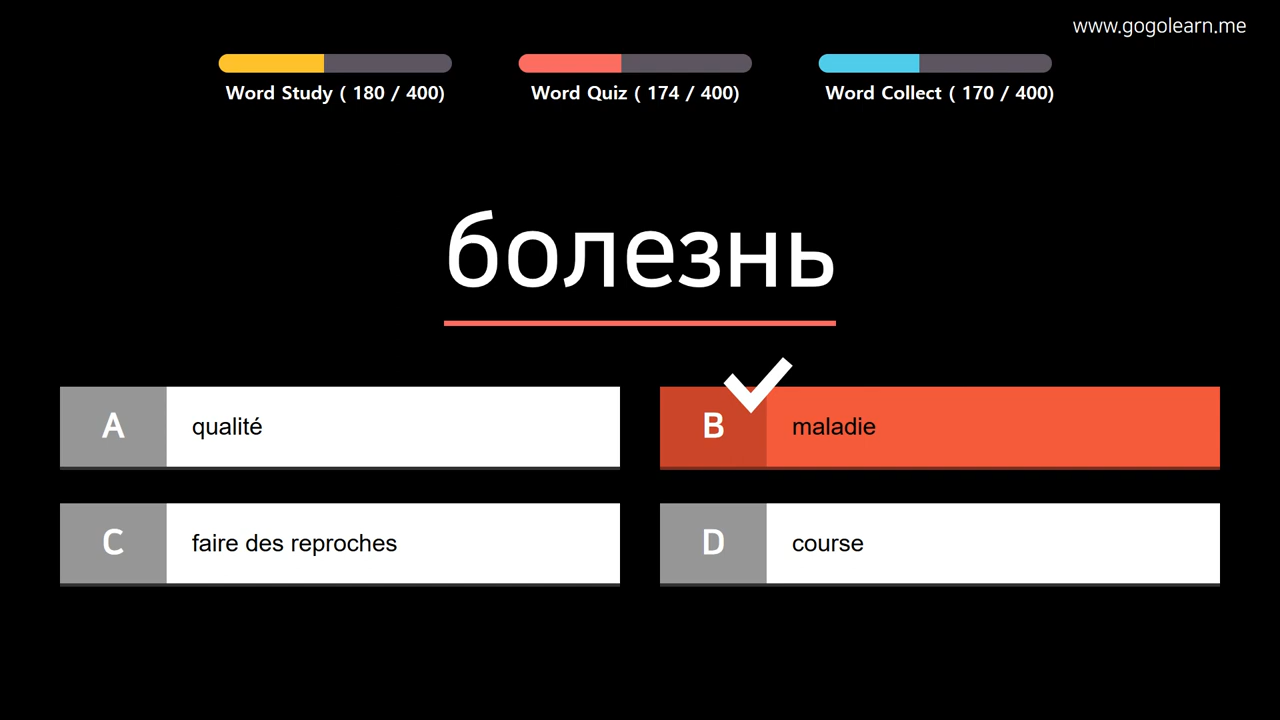 www.gogolearn.me
Word Study ( 180 / 400)
Word Quiz ( 174 / 400)
Word Collect ( 170 / 400)
болезнь
A
qualité
B
maladie
C
faire des reproches
D
course